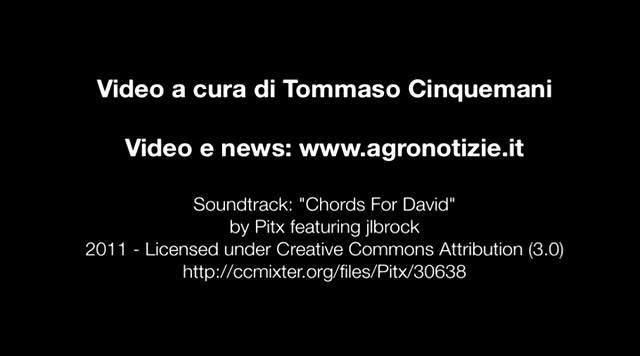 Video a cura di Tommaso Cinquemani
Video e news: www.agronotizie.it
Soundtrack: "Chords For David"
by Pitx featuring jlbrock
2011 - Licensed under Creative Commons Attribution (3.0)
http://ccmixter.org/files/Pitx/30638